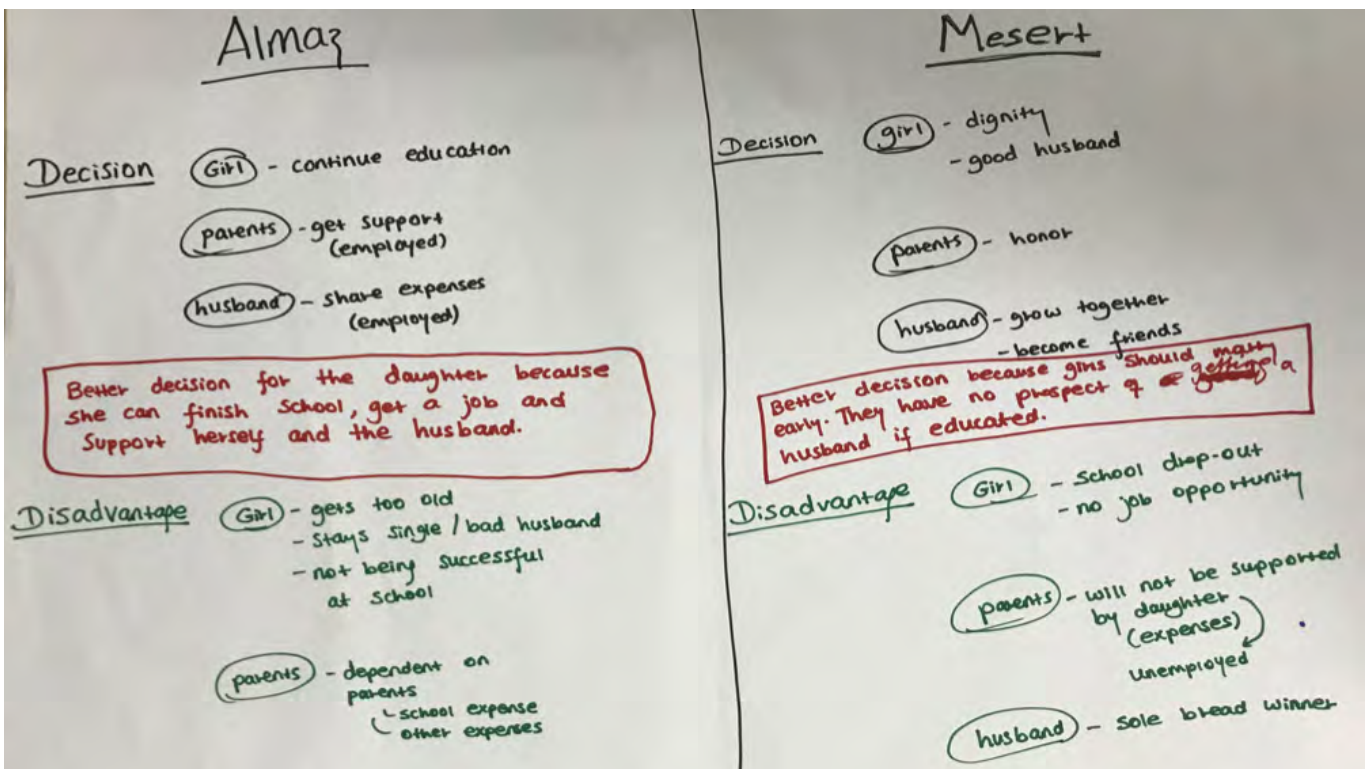 Almaz
Decision
Girl - continue education
parents - get support
(employed)
husband - share expenses
(employed)
Better decision for the daughter because
she can finish school, get a job and
support herself and the husband.
Disadvantage
Girl - gets too old
- stays single / bad husband
- not being successful
at school
parents - dependent on
parents
school expense
other expenses
Mesert
Decision
girl - dignity
- good husband
parents - honor
husband - grow together
- become friends
Better decision because girls should marry
early. They have no prospect of getting a
husband if educated.
Disadvantage
Girl - school drop-out
- no job opportunity
parents - will not be supported
by daughter
(expenses)
unemployed
husband - sole bread winner